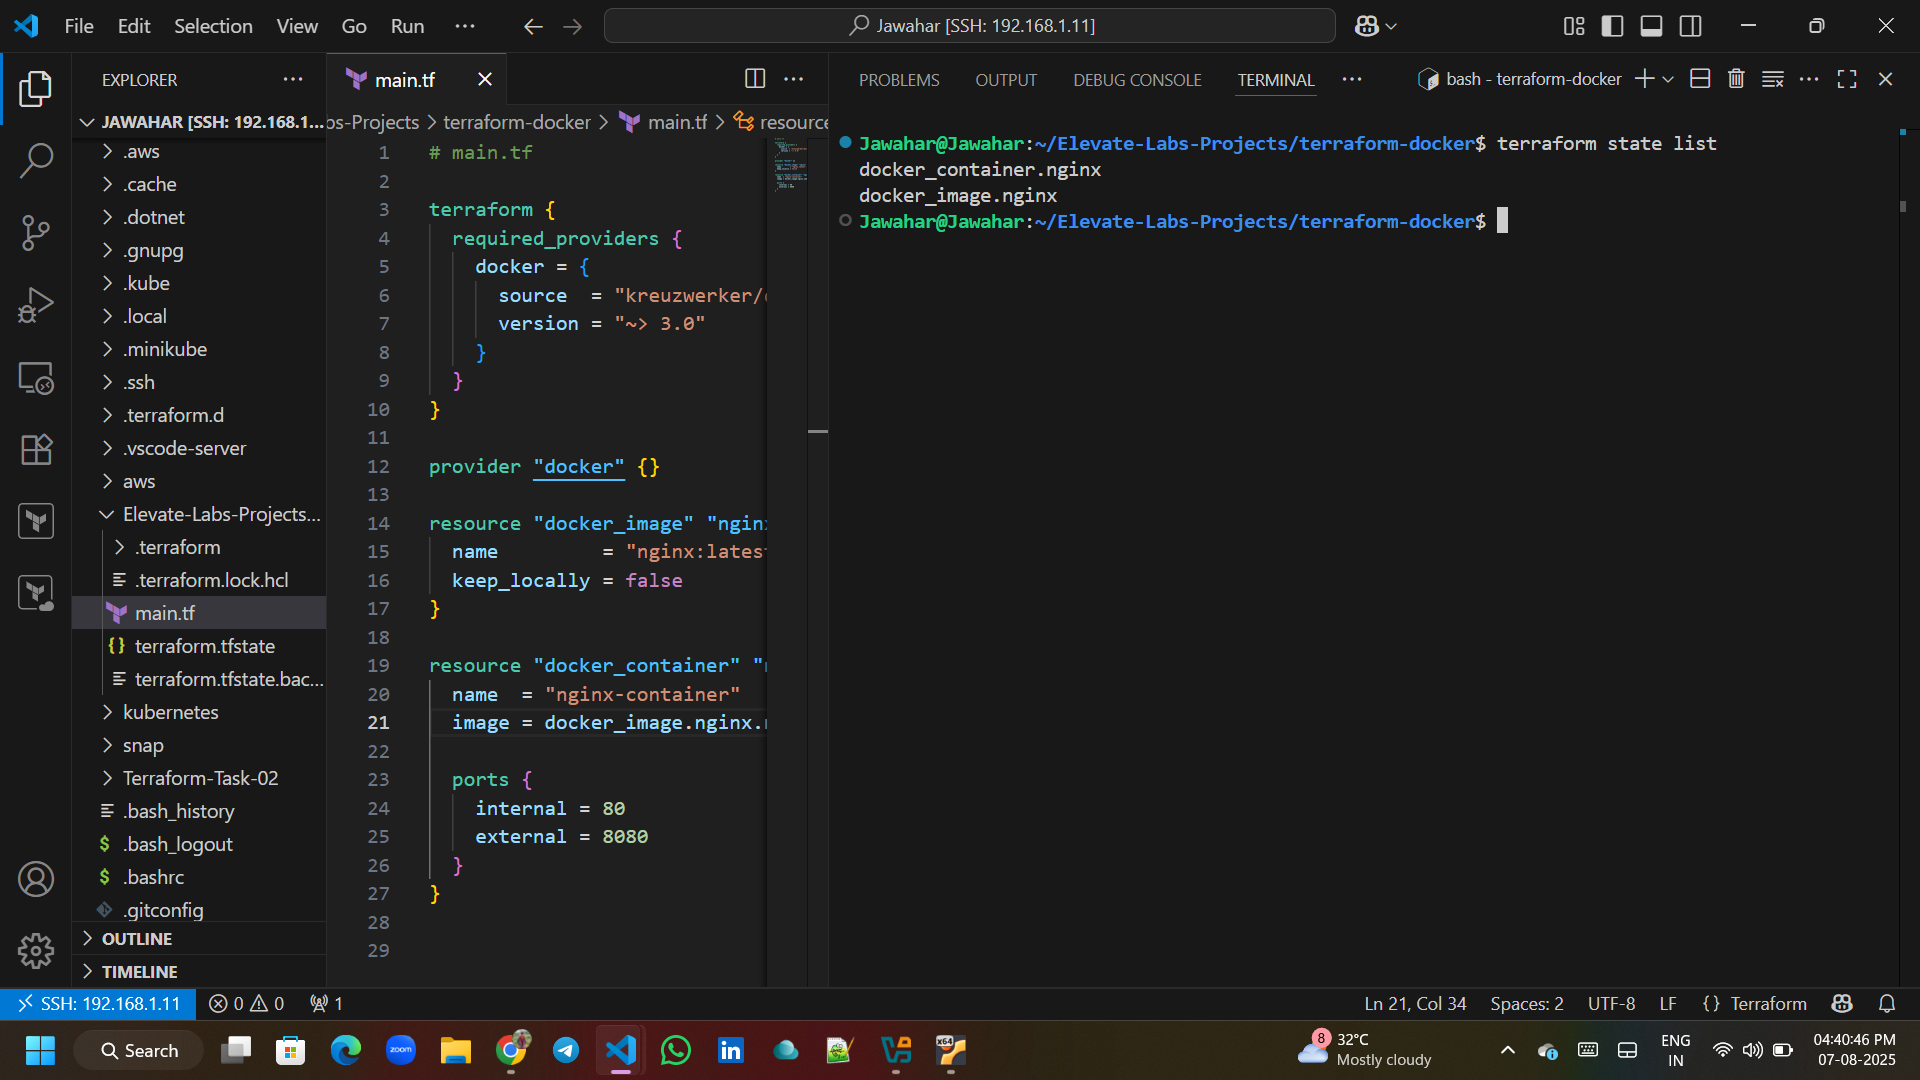 File Edit Selection View Go Run ··· Jawahar [SSH: 192.168.1.11]
EXPLORER ···
JAWAHAR [SSH: 192.168.1...
.aws
.cache
.dotnet
.gnupg
.kube
.local
.minikube
.ssh
.terraform.d
.vscode-server
aws
Elevate-Labs-Projects...
.terraform
.terraform.lock.hcl
main.tf
terraform.tfstate
terraform.tfstate.bac...
kubernetes
snap
Terraform-Task-02
.bash_history
$ .bash_logout
$ .bashrc
.gitconfig
OUTLINE
TIMELINE
main.tf
bs-Projects > terraform-docker > main.tf > resource
1 # main.tf
2
3 terraform {
4 required_providers {
5 docker = {
6 source = "kreuzwerker/
7 version = "~> 3.0"
8 }
9 }
10 }
11
12 provider "docker" {}
13
14 resource "docker_image" "nginx
15 name = "nginx:latest
16 keep_locally = false
17 }
18
19 resource "docker_container" "
20 name = "nginx-container"
21 image = docker_image.nginx.
22
23 ports {
24 internal = 80
25 external = 8080
26 }
27 }
28
29
PROBLEMS OUTPUT DEBUG CONSOLE TERMINAL ··· bash - terraform-docker
Jawahar@Jawahar:~/Elevate-Labs-Projects/terraform-docker$ terraform state list
docker_container.nginx
docker_image.nginx
Jawahar@Jawahar:~/Elevate-Labs-Projects/terraform-docker$
SSH: 192.168.1.11 0 0 1 Ln 21, Col 34 Spaces: 2 UTF-8 LF {} Terraform
Search zoom in x64 8 32°C ENG 04:40:46 PM
Mostly cloudy IN 07-08-2025